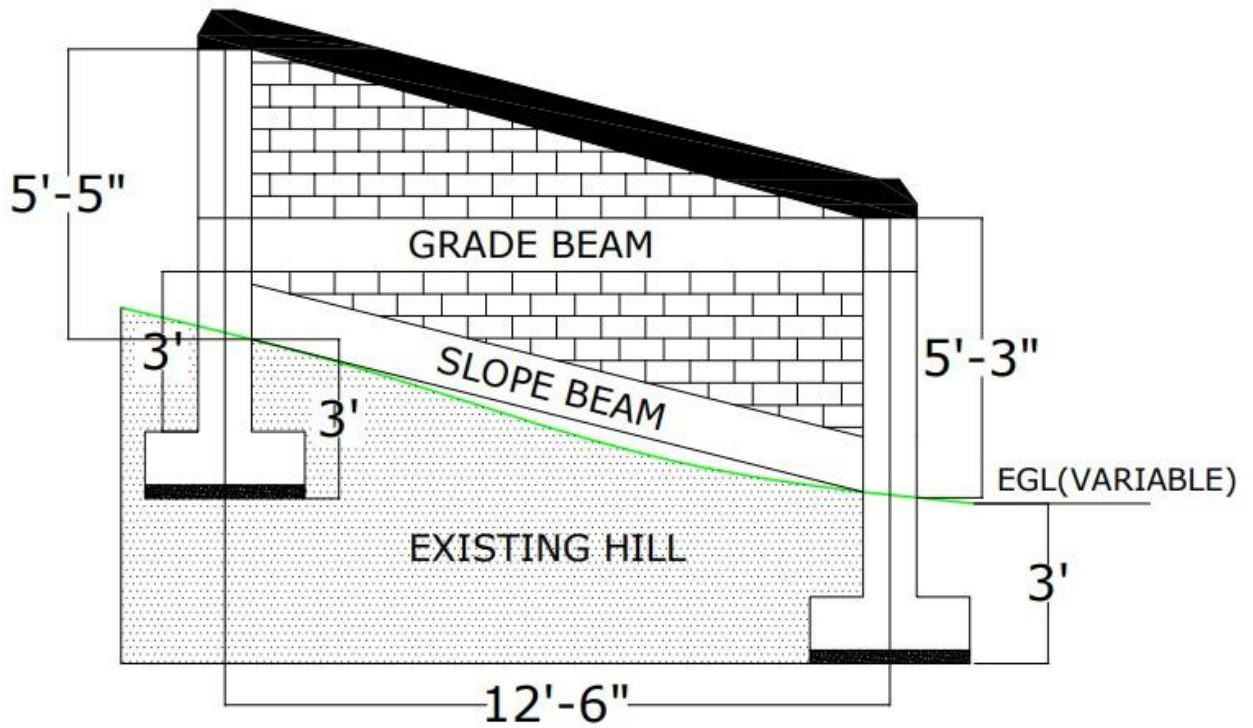 5'-5"
GRADE BEAM
3'
5'-3"
SLOPE BEAM
3'
EGL(VARIABLE)
EXISTING HILL
3'
12'-6"